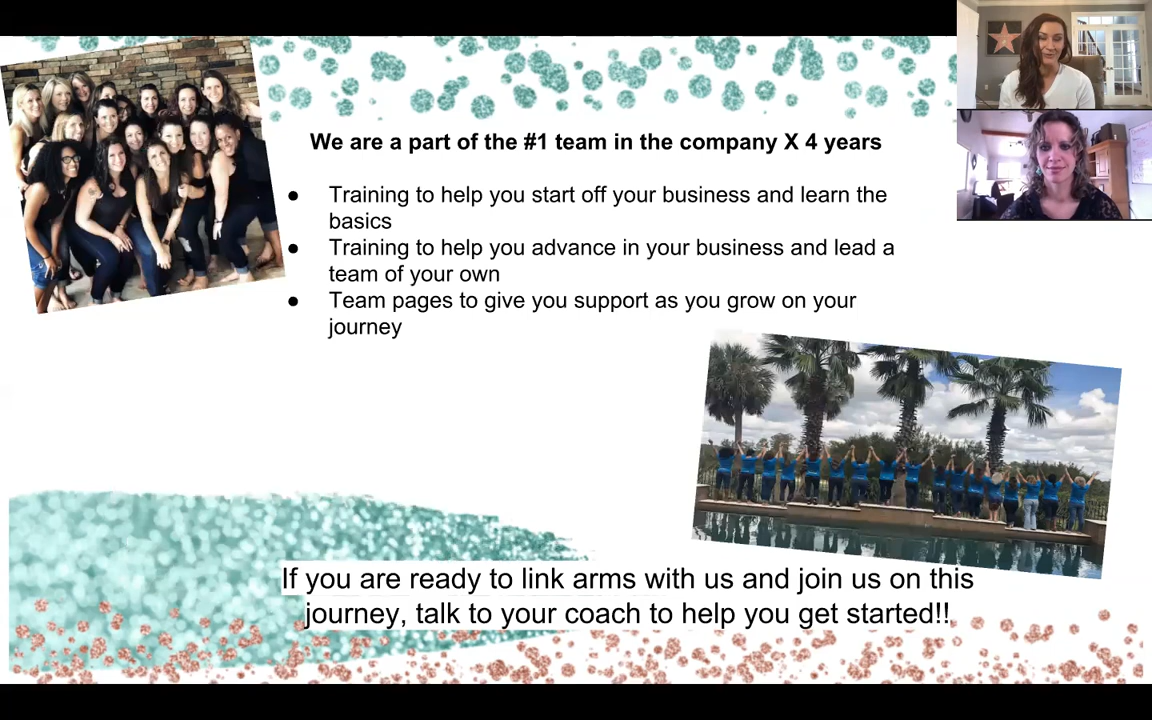 We are a part of the #1 team in the company X 4 years
● Training to help you start off your business and learn the
basics
● Training to help you advance in your business and lead a
team of your own
● Team pages to give you support as you grow on your
journey
If you are ready to link arms with us and join us on this
journey, talk to your coach to help you get started!!